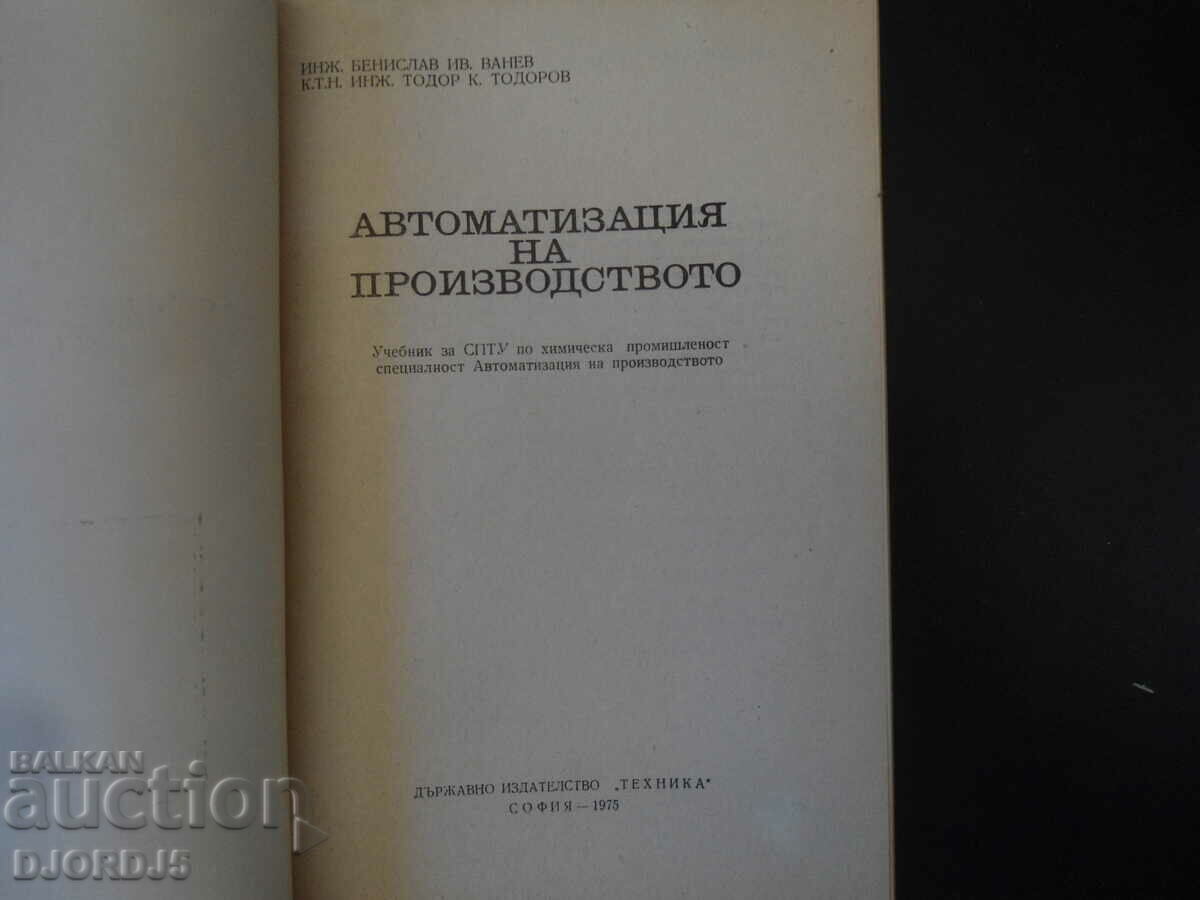 ИНЖ. БЕНИСЛАВ ИВ. ВАНЕВ
К.Т.Н. ИНЖ. ТОДОР К. ТОДОРОВ
АВТОМАТИЗАЦИЯ
НА
ПРОИЗВОДСТВОТО
Учебник за СПТУ по химическа промишленост
специалност Автоматизация на производството
ДЪРЖАВНО ИЗДАТЕЛСТВО „ТЕХНИКА"
СОФИЯ — 1975
BALKAN
auction
DJORDJ5